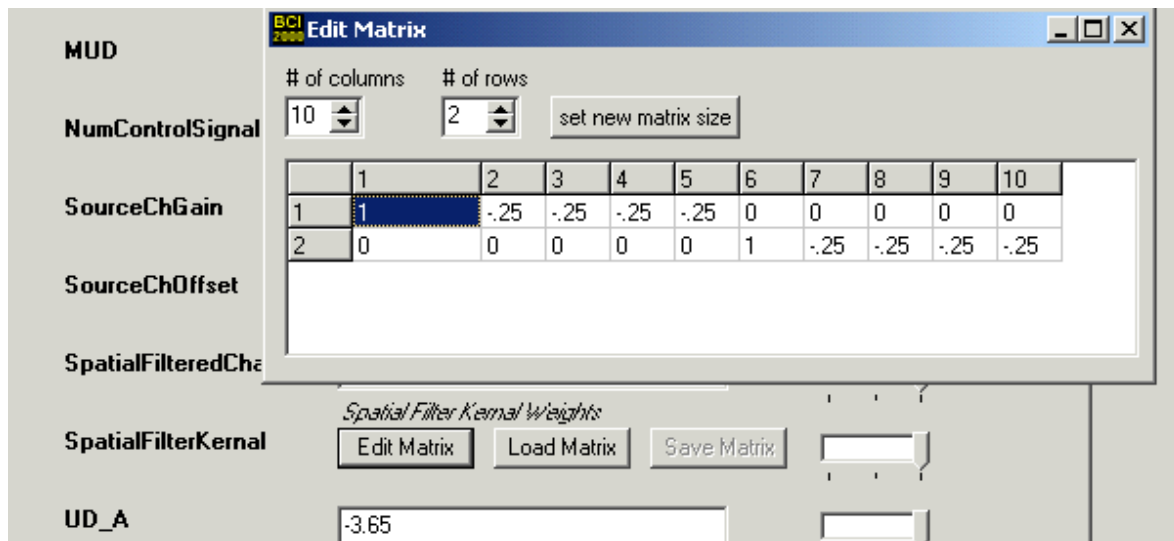 BCI 2000 Edit Matrix
MUD
# of columns # of rows
10 2 set new matrix size
NumControlSignal
1 2 3 4 5 6 7 8 9 10
SourceChGain
1 1 -.25 -.25 -.25 -.25 0 0 0 0 0
2 0 0 0 0 0 1 -.25 -.25 -.25 -.25
SourceChOffset
SpatialFilteredCha
Spatial Filter Kernal Weights
SpatialFilterKernal Edit Matrix Load Matrix Save Matrix
UD_A -3.65